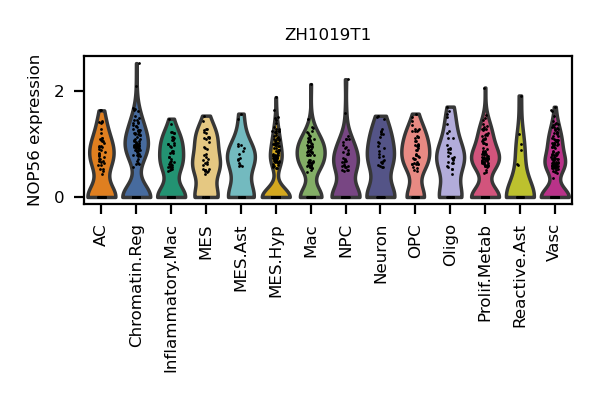 ZH1019T1
NOP56 expression
2
0
AC
Chromatin.Reg
Inflammatory.Mac
MES
MES.Ast
MES.Hyp
Mac
NPC
Neuron
OPC
Oligo
Prolif.Metab
Reactive.Ast
Vasc